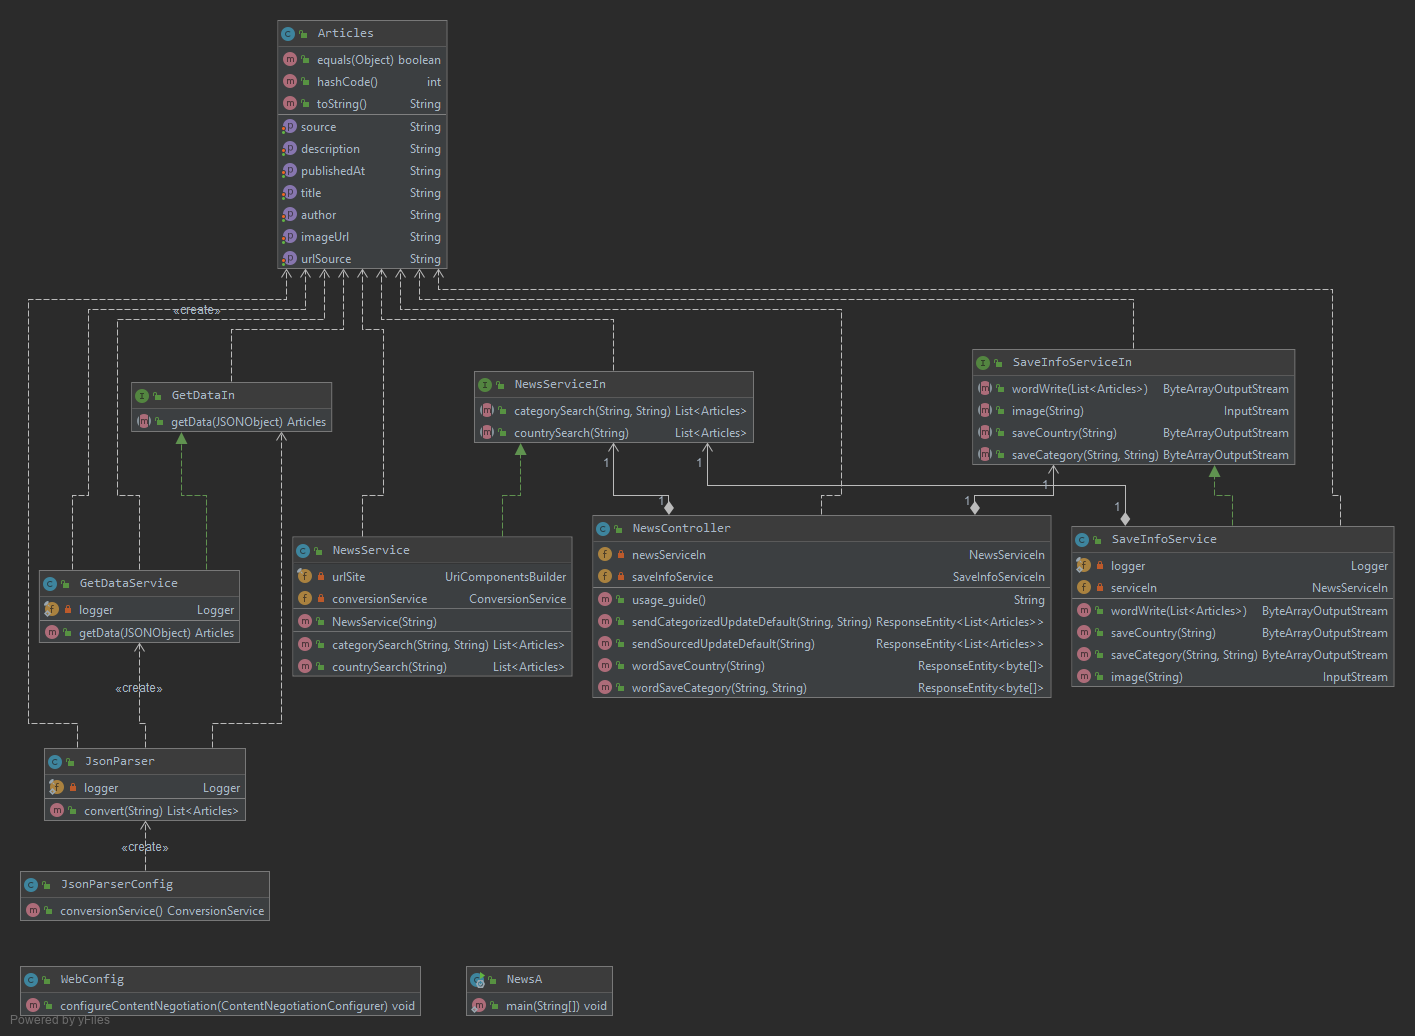 Articles
equals(Object) boolean
hashCode() int
toString() String
source String
description String
publishedAt String
title String
author String
imageUrl String
urlSource String
«create»
GetDataIn
getData(JSONObject) Articles
NewsServiceIn
categorySearch(String, String) List<Articles>
countrySearch(String) List<Articles>
SaveInfoServiceIn
wordWrite(List<Articles>) ByteArrayOutputStream
image(String) InputStream
saveCountry(String) ByteArrayOutputStream
saveCategory(String, String) ByteArrayOutputStream
1
1
1
1
1
1
GetDataService
logger Logger
getData(JSONObject) Articles
NewsService
urlSite UriComponentsBuilder
conversionService ConversionService
NewsService(String)
categorySearch(String, String) List<Articles>
countrySearch(String) List<Articles>
NewsController
newsServiceIn NewsServiceIn
saveInfoService SaveInfoServiceIn
usage_guide() String
sendCategorizedUpdateDefault(String, String) ResponseEntity<List<Articles>>
sendSourcedUpdateDefault(String) ResponseEntity<List<Articles>>
wordSaveCountry(String) ResponseEntity<byte[]>
wordSaveCategory(String, String) ResponseEntity<byte[]>
SaveInfoService
logger Logger
serviceIn NewsServiceIn
wordWrite(List<Articles>) ByteArrayOutputStream
saveCountry(String) ByteArrayOutputStream
saveCategory(String, String) ByteArrayOutputStream
image(String) InputStream
«create»
JsonParser
logger Logger
convert(String) List<Articles>
«create»
JsonParserConfig
conversionService() ConversionService
WebConfig
configureContentNegotiation(ContentNegotiationConfigurer) void
NewsA
main(String[]) void
Powered by yFiles